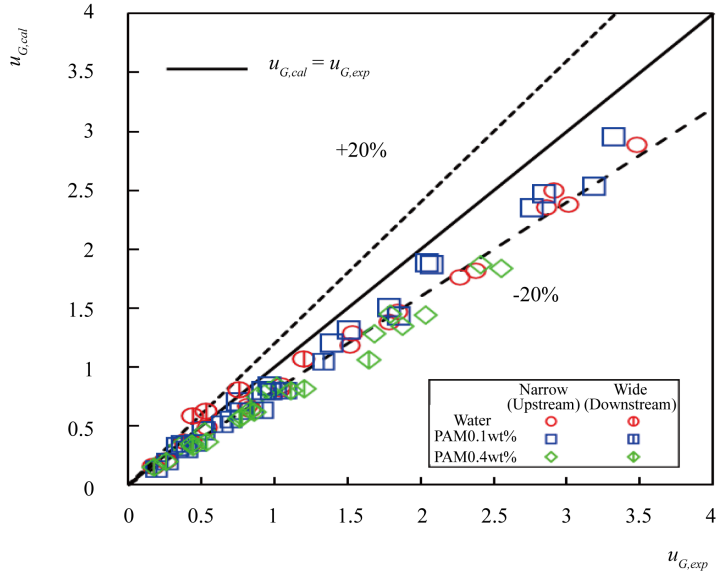 u_G,cal
4
3.5
3
2.5
2
1.5
1
0.5
0
u_G,cal = u_G,exp
+20%
-20%
Narrow Wide
(Upstream) (Downstream)
Water
PAM0.1wt%
PAM0.4wt%
0 0.5 1 1.5 2 2.5 3 3.5 4
u_G,exp